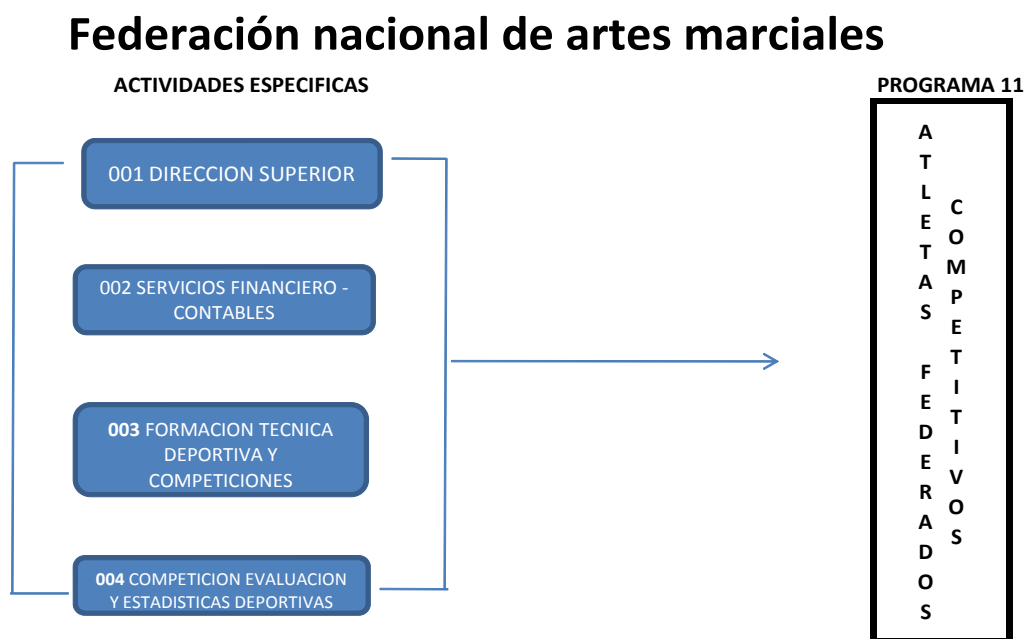 Federación nacional de artes marciales
ACTIVIDADES ESPECIFICAS
PROGRAMA 11
001 DIRECCION SUPERIOR
002 SERVICIOS FINANCIERO -
CONTABLES
003 FORMACION TECNICA
DEPORTIVA Y
COMPETICIONES
004 COMPETICION EVALUACION
Y ESTADISTICAS DEPORTIVAS
ATLETAS FEDERADOS
COMPETITIVOS